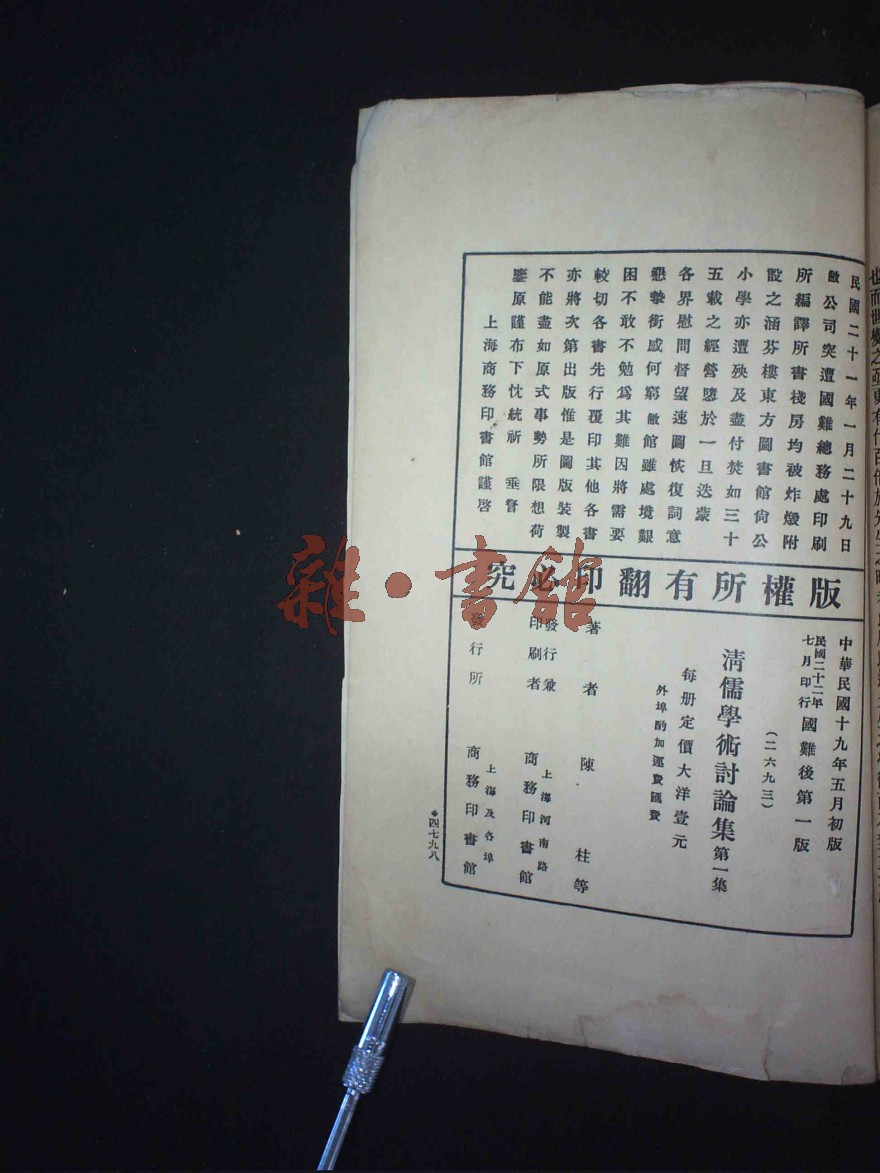 民國二十一年一月二十九日
敝公司突遭國難總務處印刷
所編譯所書棧房均被炸燬附
設之涵芬樓東方圖書館尙公
小學亦遭殃及盡付焚如三十
五載之經營隳於一旦迭蒙
各界慰問督望速圖恢復詞意
懇摯銜感何窮敝館雖處境艱
困不敢不勉爲其難因將需要
較切各書先行覆印其他各書
亦將次第出版惟是圖版裝製
不能盡如原式事勢所限想荷
鑒原謹布下忱統祈　垂詧
上海商務印書館謹啓
版權所有翻印必究
中華民國十九年五月初版
民國二十二年七月印行國難後第一版
（二六九三）
淸儒學術討論集第一集
每册定價大洋壹元
外埠酌加運費匯費
著者　陳柱等
發行兼印刷者　上海河南路商務印書館
發行所　上海及各埠商務印書館
四七九八
雜·書館